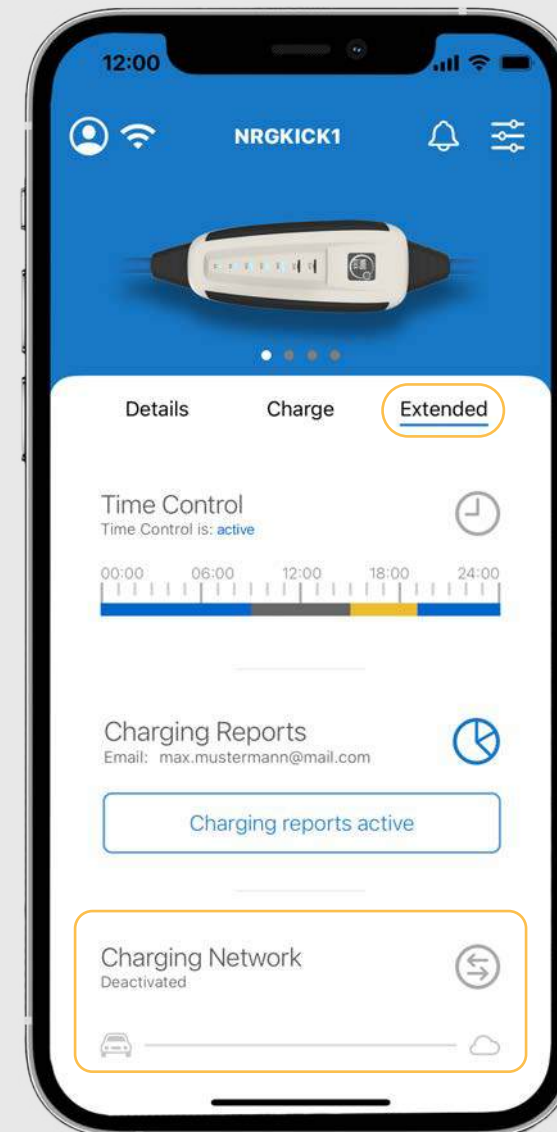 12:00
NRGKICK1
Details Charge Extended
Time Control
Time Control is: active
00:00 06:00 12:00 18:00 24:00
Charging Reports
Email: max.mustermann@mail.com
Charging reports active
Charging Network
Deactivated